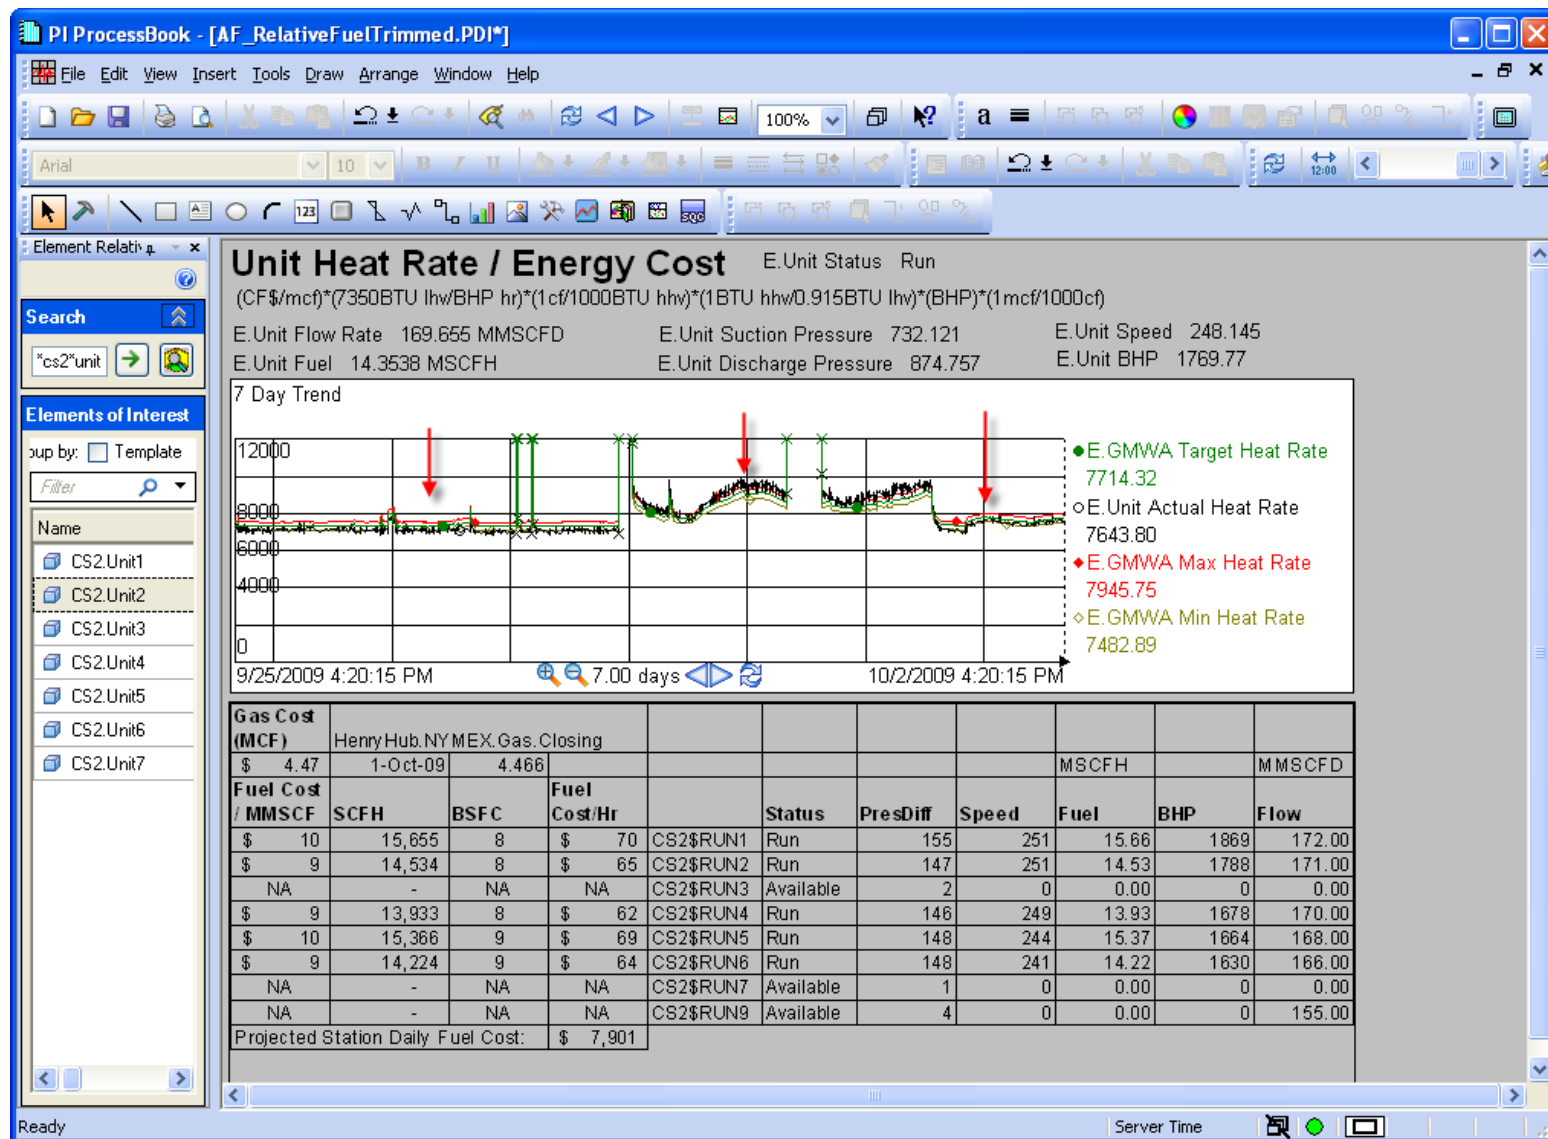 PI ProcessBook - [AF_RelativeFuelTrimmed.PDI*]
File Edit View Insert Tools Draw Arrange Window Help
100%
a
Arial 10 B I U
12:00
123
SQC
Element Relativ
Search
*cs2*unit
Elements of Interest
oup by: Template
Filter
Name
CS2.Unit1
CS2.Unit2
CS2.Unit3
CS2.Unit4
CS2.Unit5
CS2.Unit6
CS2.Unit7
Unit Heat Rate / Energy Cost E.Unit Status Run
(CF$/mcf)*(7350BTU lhv/BHP hr)*(1cf/1000BTU hhv)*(1BTU hhv/0.915BTU lhv)*(BHP)*(1mcf/1000cf)
E.Unit Flow Rate 169.655 MMSCFD E.Unit Suction Pressure 732.121 E.Unit Speed 248.145
E.Unit Fuel 14.3538 MSCFH E.Unit Discharge Pressure 874.757 E.Unit BHP 1769.77
7 Day Trend
12000
8000
6000
4000
0
E.GMWA Target Heat Rate
7714.32
E.Unit Actual Heat Rate
7643.80
E.GMWA Max Heat Rate
7945.75
E.GMWA Min Heat Rate
7482.89
9/25/2009 4:20:15 PM 7.00 days 10/2/2009 4:20:15 PM
Gas Cost
(MCF) HenryHub.NYMEX.Gas.Closing
$ 4.47 1-Oct-09 4.466 MSCFH MMSCFD
Fuel Cost Fuel
/ MMSCF SCFH BSFC Cost/Hr Status PresDiff Speed Fuel BHP Flow
$ 10 15,655 8 $ 70 CS2$RUN1 Run 155 251 15.66 1869 172.00
$ 9 14,534 8 $ 65 CS2$RUN2 Run 147 251 14.53 1788 171.00
NA - NA NA CS2$RUN3 Available 2 0 0.00 0 0.00
$ 9 13,933 8 $ 62 CS2$RUN4 Run 146 249 13.93 1678 170.00
$ 10 15,366 9 $ 69 CS2$RUN5 Run 148 244 15.37 1664 168.00
$ 9 14,224 9 $ 64 CS2$RUN6 Run 148 241 14.22 1630 166.00
NA - NA NA CS2$RUN7 Available 1 0 0.00 0 0.00
NA - NA NA CS2$RUN9 Available 4 0 0.00 0 155.00
Projected Station Daily Fuel Cost: $ 7,901
Ready Server Time